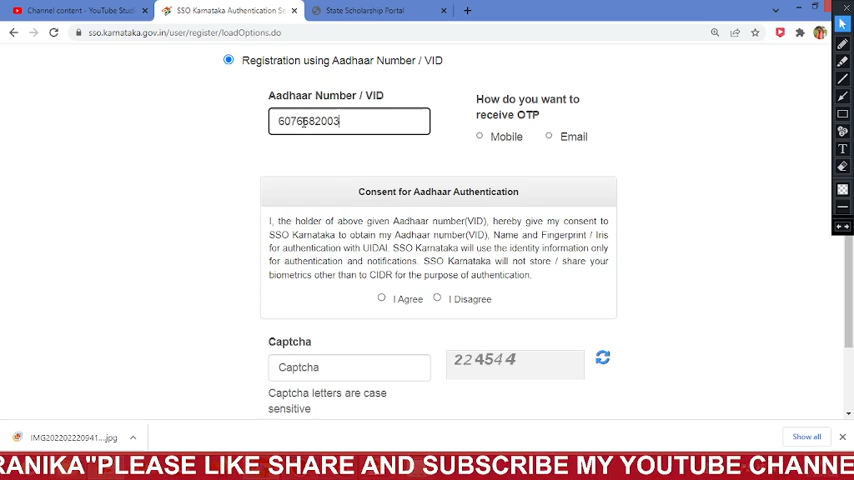 Channel content - YouTube Studi
SSO Karnataka Authentication Se
State Scholarship Portal
sso.karnataka.gov.in/user/register/loadOptions.do
Registration using Aadhaar Number / VID
Aadhaar Number / VID
6076682003
How do you want to
receive OTP
Mobile
Email
Consent for Aadhaar Authentication
I, the holder of above given Aadhaar number(VID), hereby give my consent to
SSO Karnataka to obtain my Aadhaar number(VID), Name and Fingerprint / Iris
for authentication with UIDAI. SSO Karnataka will use the identity information only
for authentication and notifications. SSO Karnataka will not store / share your
biometrics other than to CIDR for the purpose of authentication.
I Agree
I Disagree
Captcha
Captcha
224544
Captcha letters are case
sensitive
IMG202202220941....jpg
Show all
RANIKA"PLEASE LIKE SHARE AND SUBSCRIBE MY YOUTUBE CHANNE